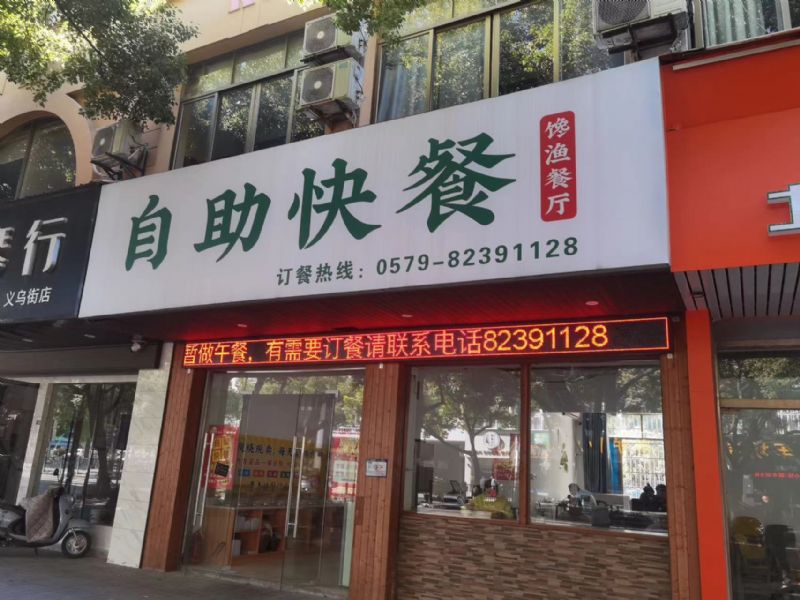 自助快餐
馋渔餐厅
订餐热线：0579-82391128
暂做午餐，有需要订餐请联系电话82391128
行
义乌街店